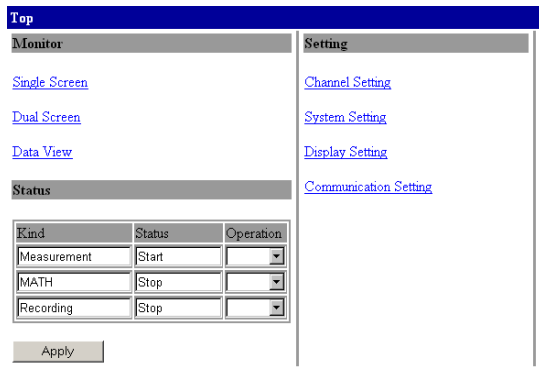 Top
Monitor
Single Screen
Dual Screen
Data View
Status
Kind Status Operation
Measurement Start
MATH Stop
Recording Stop
Apply
Setting
Channel Setting
System Setting
Display Setting
Communication Setting